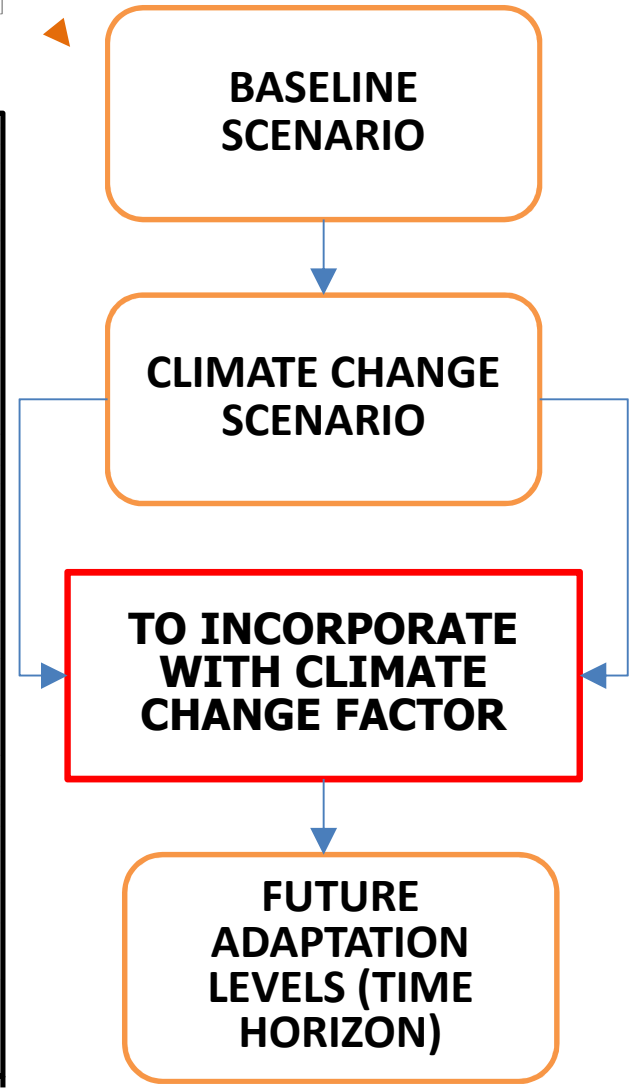 BASELINE
SCENARIO
CLIMATE CHANGE
SCENARIO
TO INCORPORATE
WITH CLIMATE
CHANGE FACTOR
FUTURE
ADAPTATION
LEVELS (TIME
HORIZON)